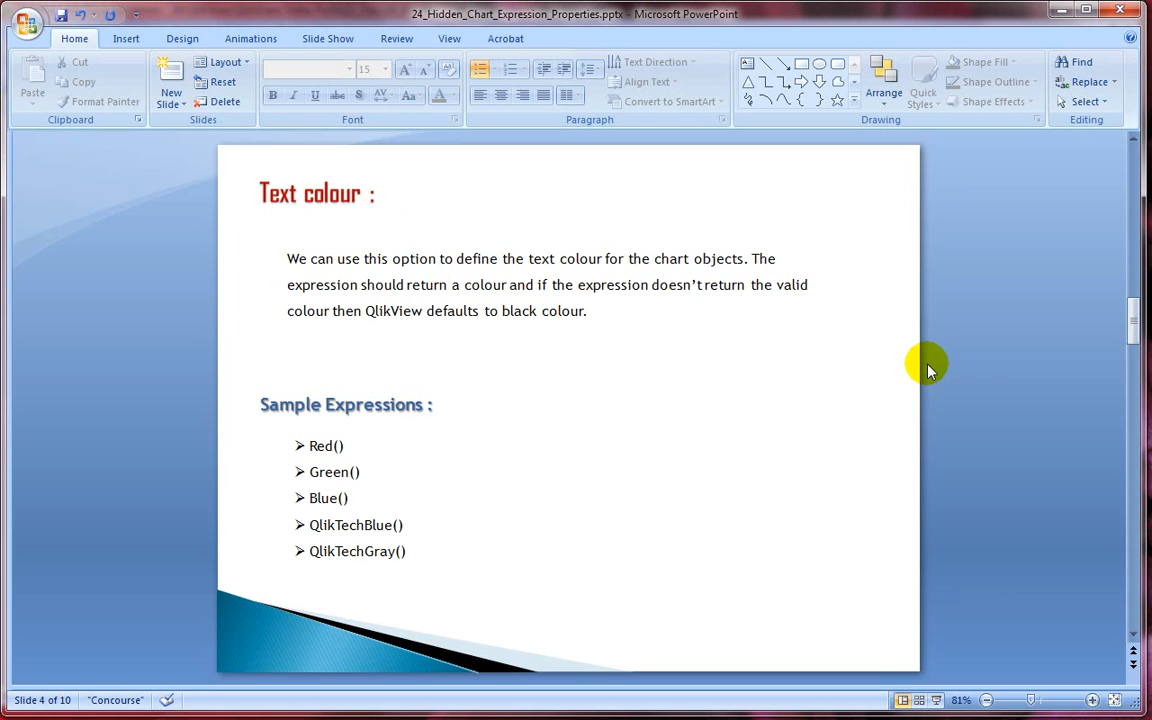 24_Hidden_Chart_Expression_Properties.pptx - Microsoft PowerPoint
Home Insert Design Animations Slide Show Review View Acrobat
Paste
Cut
Copy
Format Painter
Clipboard
New Slide
Layout
Reset
Delete
Slides
15
B I U abc S AV Aa A
Font
Text Direction
Align Text
Convert to SmartArt
Paragraph
Arrange
Quick Styles
Shape Fill
Shape Outline
Shape Effects
Drawing
Find
Replace
Select
Editing
Text colour :
We can use this option to define the text colour for the chart objects. The
expression should return a colour and if the expression doesn’t return the valid
colour then QlikView defaults to black colour.
Sample Expressions :
➢ Red()
➢ Green()
➢ Blue()
➢ QlikTechBlue()
➢ QlikTechGray()
Slide 4 of 10 "Concourse" 81%